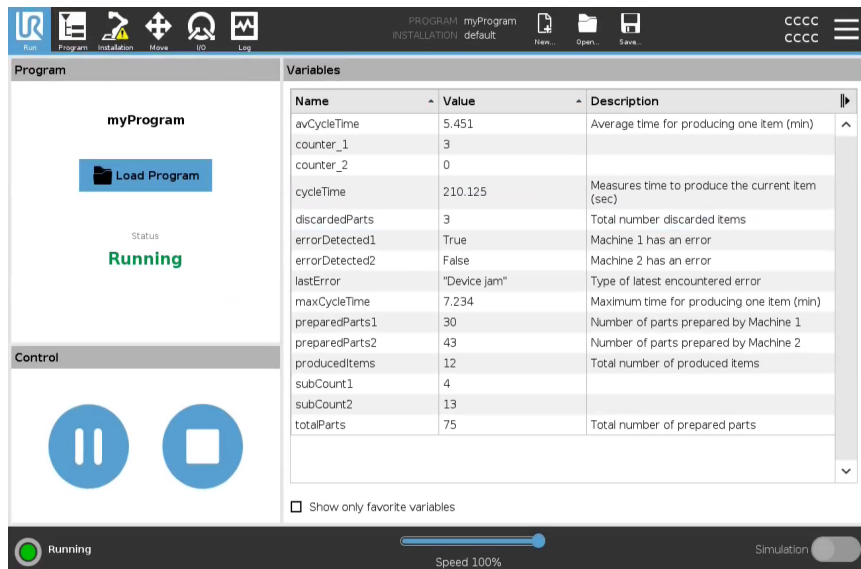 PROGRAM myProgram
INSTALLATION default
CCCC
CCCC
UR
Run Program Installation Move I/O Log New... Open... Save...
Program
myProgram
Load Program
Status
Running
Control
Variables
Name Value Description
avCycleTime 5.451 Average time for producing one item (min)
counter_1 3
counter_2 0
cycleTime 210.125 Measures time to produce the current item
(sec)
discardedParts 3 Total number discarded items
errorDetected1 True Machine 1 has an error
errorDetected2 False Machine 2 has an error
lastError "Device jam" Type of latest encountered error
maxCycleTime 7.234 Maximum time for producing one item (min)
preparedParts1 30 Number of parts prepared by Machine 1
preparedParts2 43 Number of parts prepared by Machine 2
producedItems 12 Total number of produced items
subCount1 4
subCount2 13
totalParts 75 Total number of prepared parts
Show only favorite variables
Running
Speed 100%
Simulation